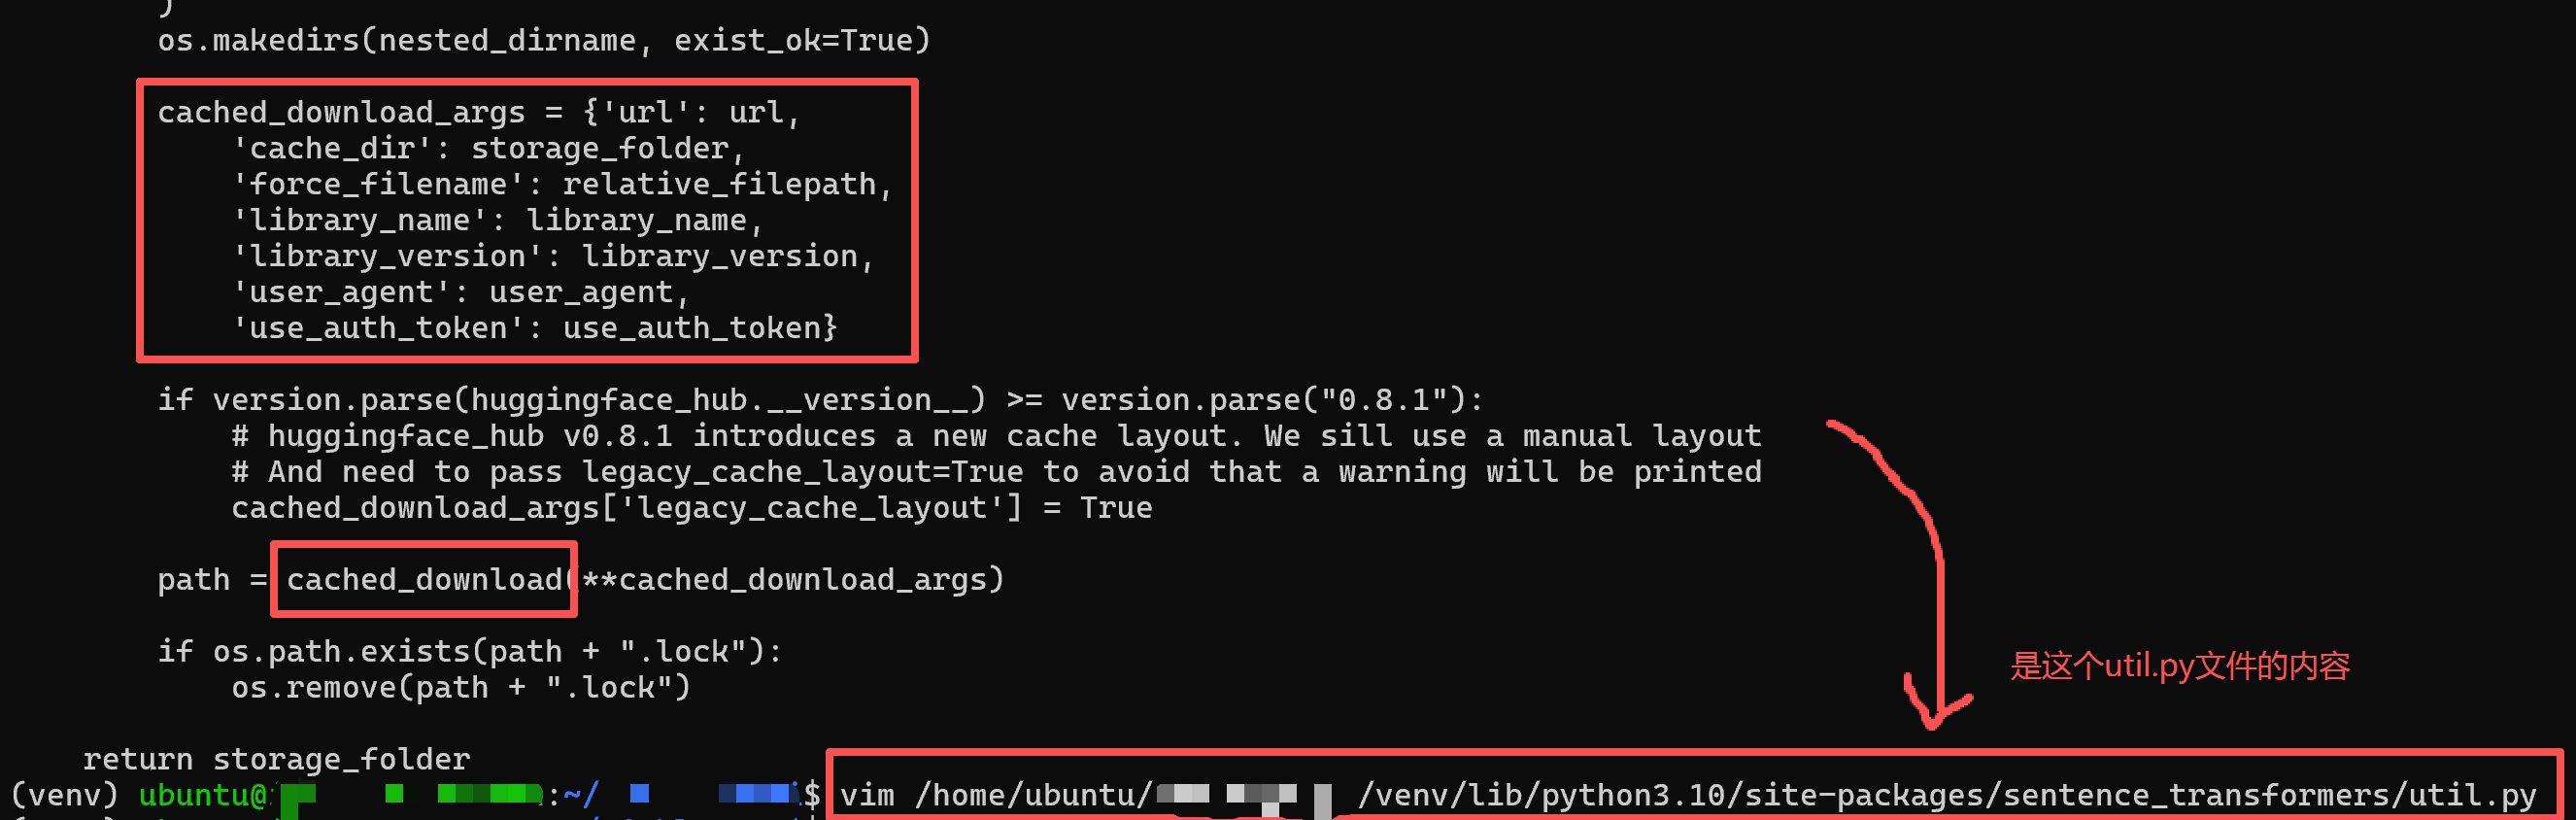 )
os.makedirs(nested_dirname, exist_ok=True)
cached_download_args = {'url': url,
'cache_dir': storage_folder,
'force_filename': relative_filepath,
'library_name': library_name,
'library_version': library_version,
'user_agent': user_agent,
'use_auth_token': use_auth_token}
if version.parse(huggingface_hub.__version__) >= version.parse("0.8.1"):
# huggingface_hub v0.8.1 introduces a new cache layout. We sill use a manual layout
# And need to pass legacy_cache_layout=True to avoid that a warning will be printed
cached_download_args['legacy_cache_layout'] = True
path = cached_download(**cached_download_args)
if os.path.exists(path + ".lock"):
os.remove(path + ".lock")
是这个util.py文件的内容
return storage_folder
(venv) ubuntu@ :~/ $ vim /home/ubuntu/ /venv/lib/python3.10/site-packages/sentence_transformers/util.py